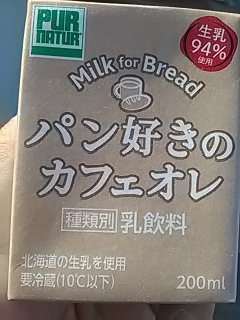 PUR
NATUR
生乳
94%
使用
Milk for Bread
パン好きの
カフェオレ
種類別 乳飲料
北海道の生乳を使用
要冷蔵(10℃以下)
200ml